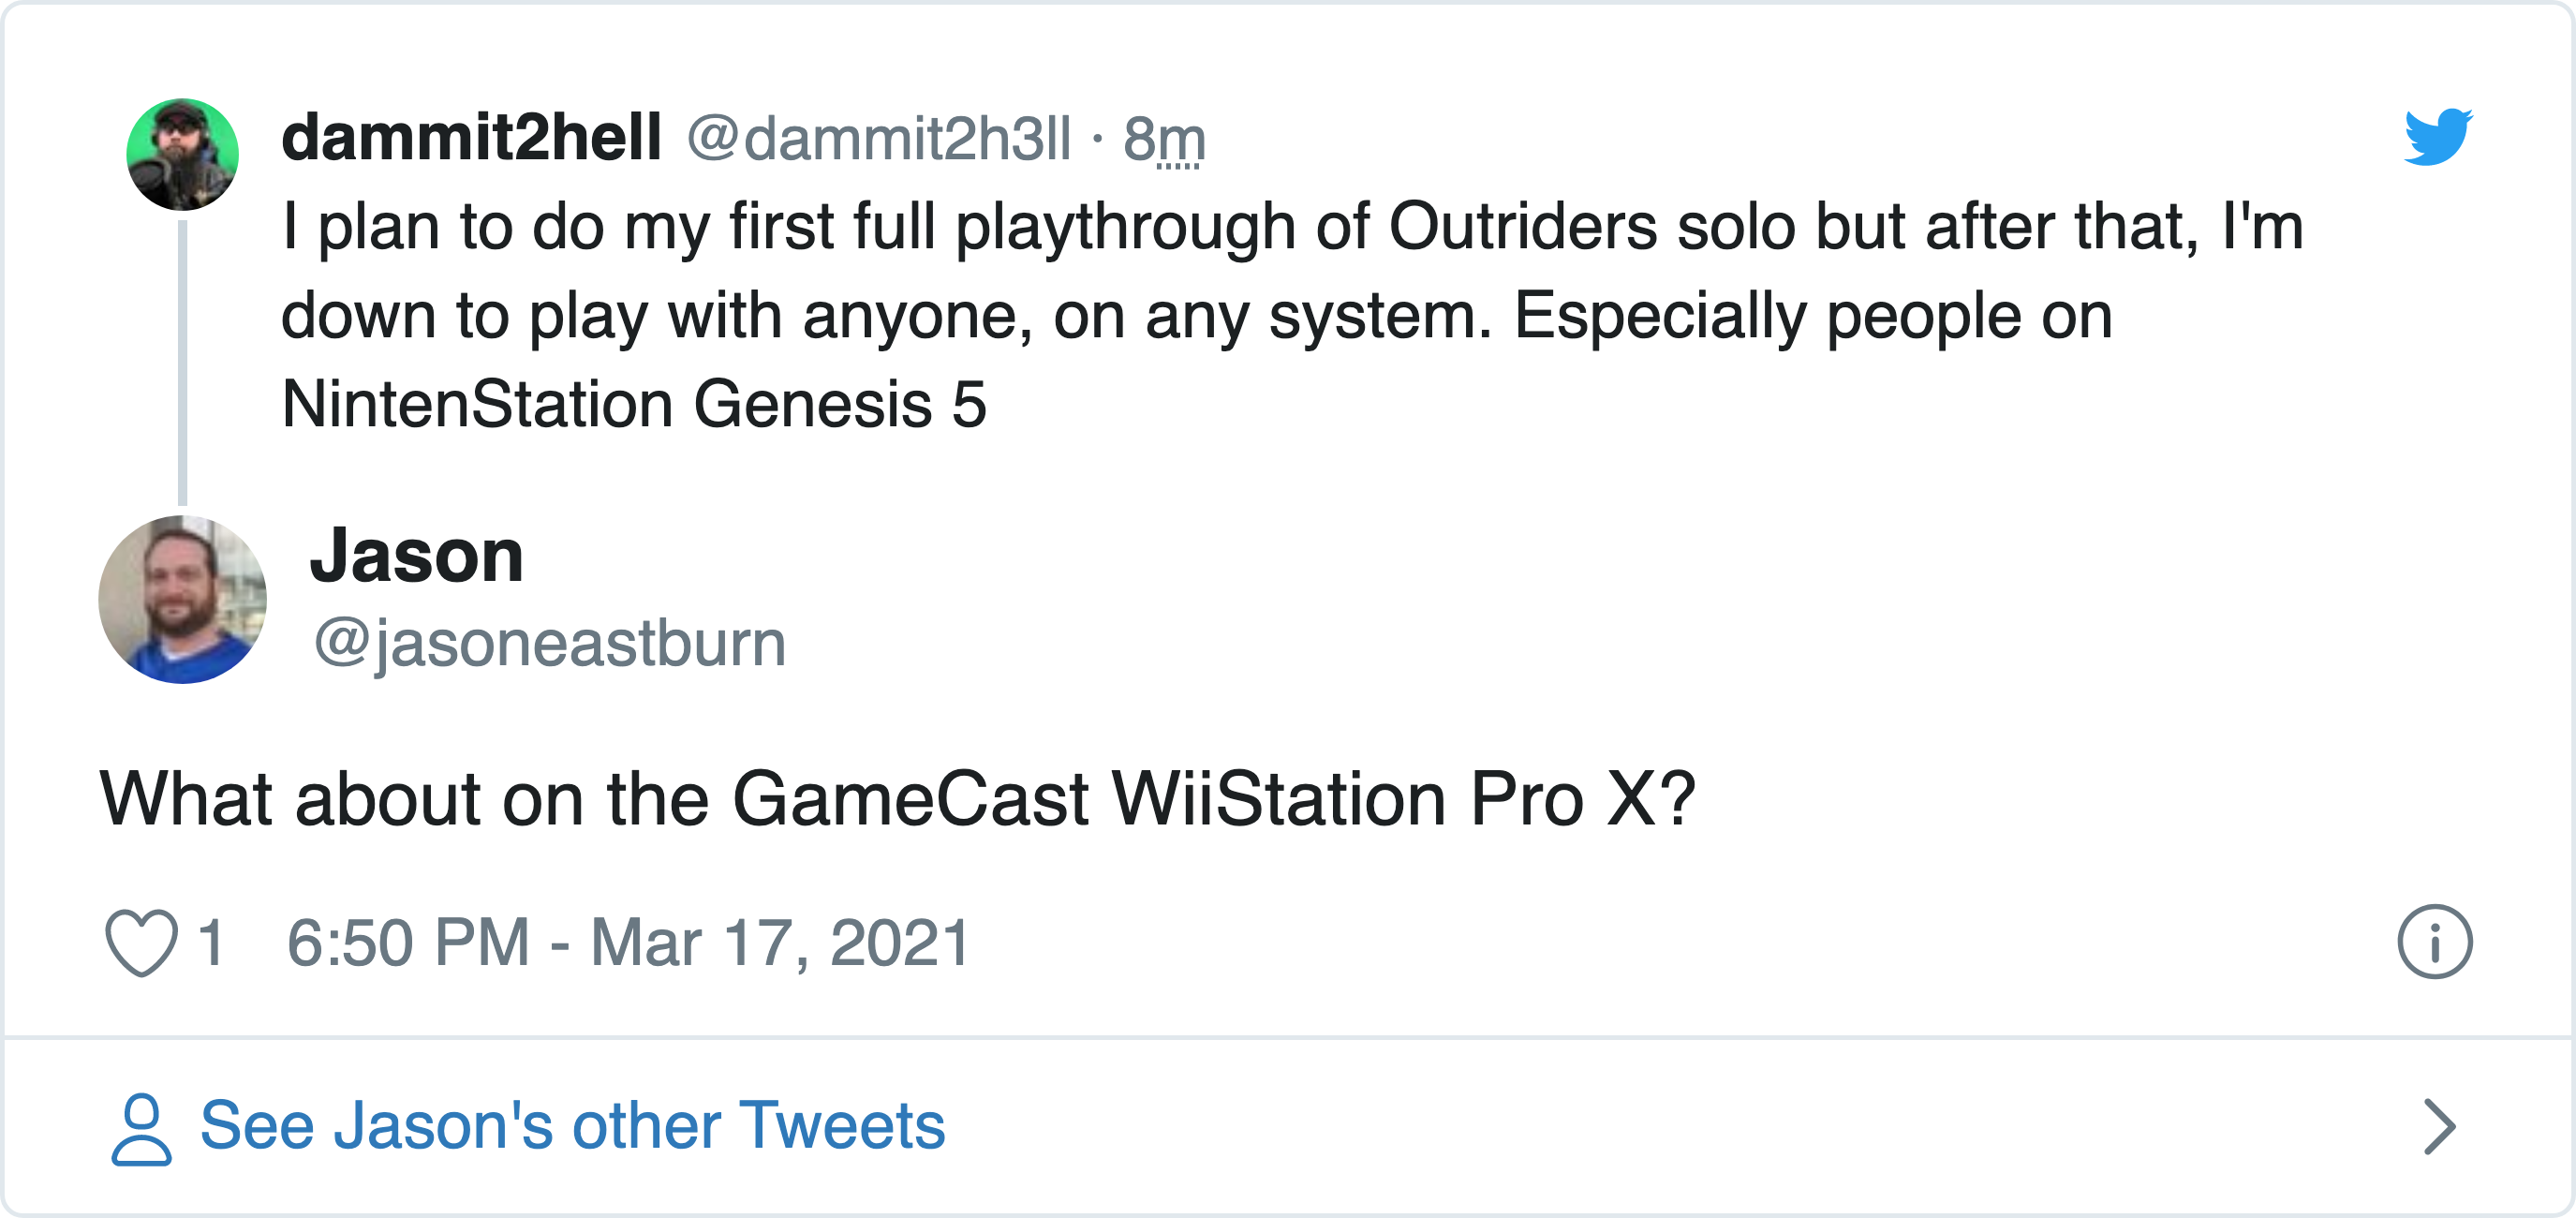 dammit2hell @dammit2h3ll · 8m
I plan to do my first full playthrough of Outriders solo but after that, I'm
down to play with anyone, on any system. Especially people on
NintenStation Genesis 5
Jason
@jasoneastburn
What about on the GameCast WiiStation Pro X?
1 6:50 PM - Mar 17, 2021
See Jason's other Tweets